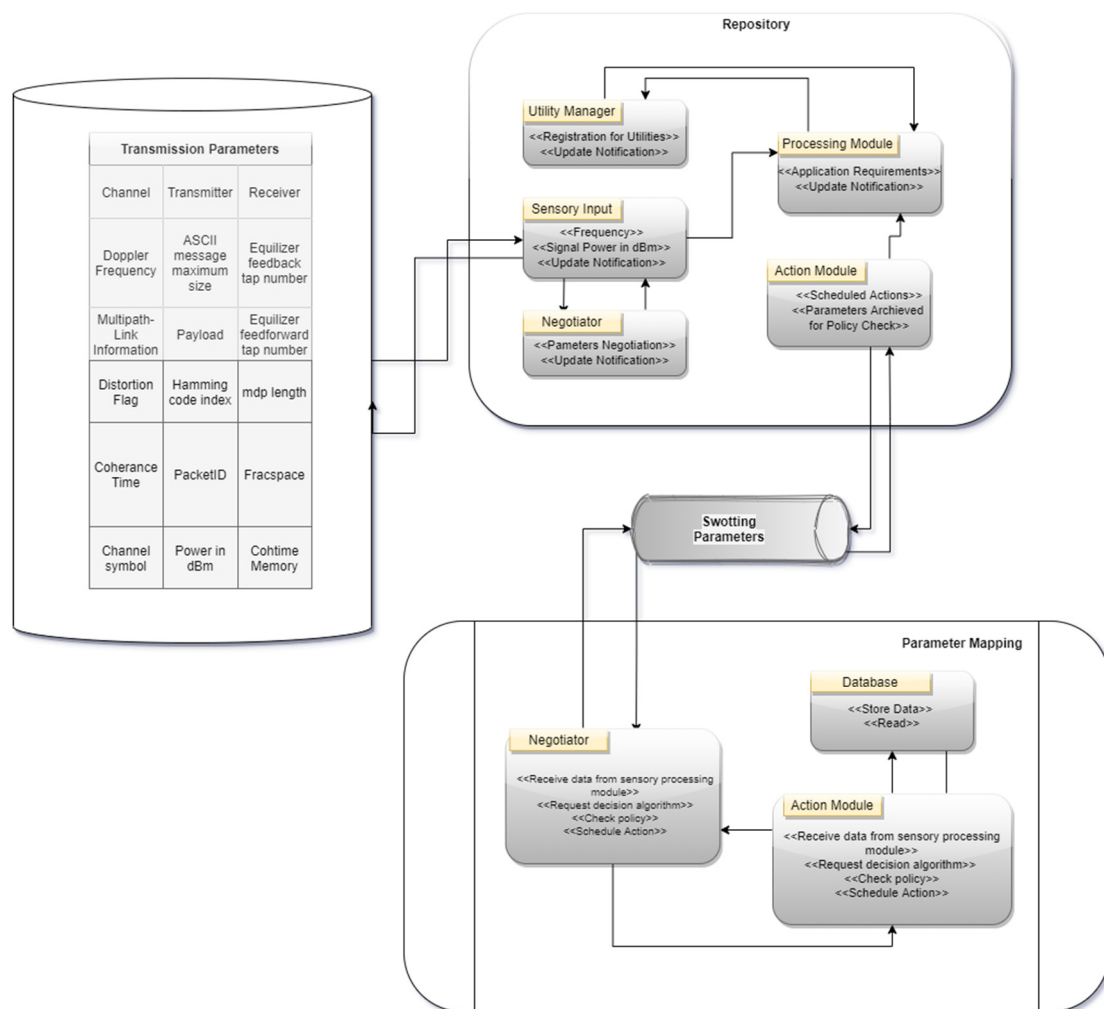 Repository
Utility Manager
<<Registration for Utilities>>
<<Update Notification>>
Processing Module
<<Application Requirements>>
<<Update Notification>>
Sensory Input
<<Frequency>>
<<Signal Power in dBm>>
<<Update Notification>>
Action Module
<<Scheduled Actions>>
<<Parameters Archieved
for Policy Check>>
Negotiator
<<Pameters Negotiation>>
<<Update Notification>>
Transmission Parameters
Channel
Transmitter
Receiver
Doppler
Frequency
ASCII
message
maximum
size
Equilizer
feedback
tap number
Multipath-
Link
Information
Payload
Equilizer
feedforward
tap number
Distortion
Flag
Hamming
code index
mdp length
Coherance
Time
PacketID
Fracspace
Channel
symbol
Power in
dBm
Cohtime
Memory
Swotting
Parameters
Parameter Mapping
Database
<<Store Data>>
<<Read>>
Negotiator
<<Receive data from sensory processing
module>>
<<Request decision algorithm>>
<<Check policy>>
<<Schedule Action>>
Action Module
<<Receive data from sensory processing
module>>
<<Request decision algorithm>>
<<Check policy>>
<<Schedule Action>>